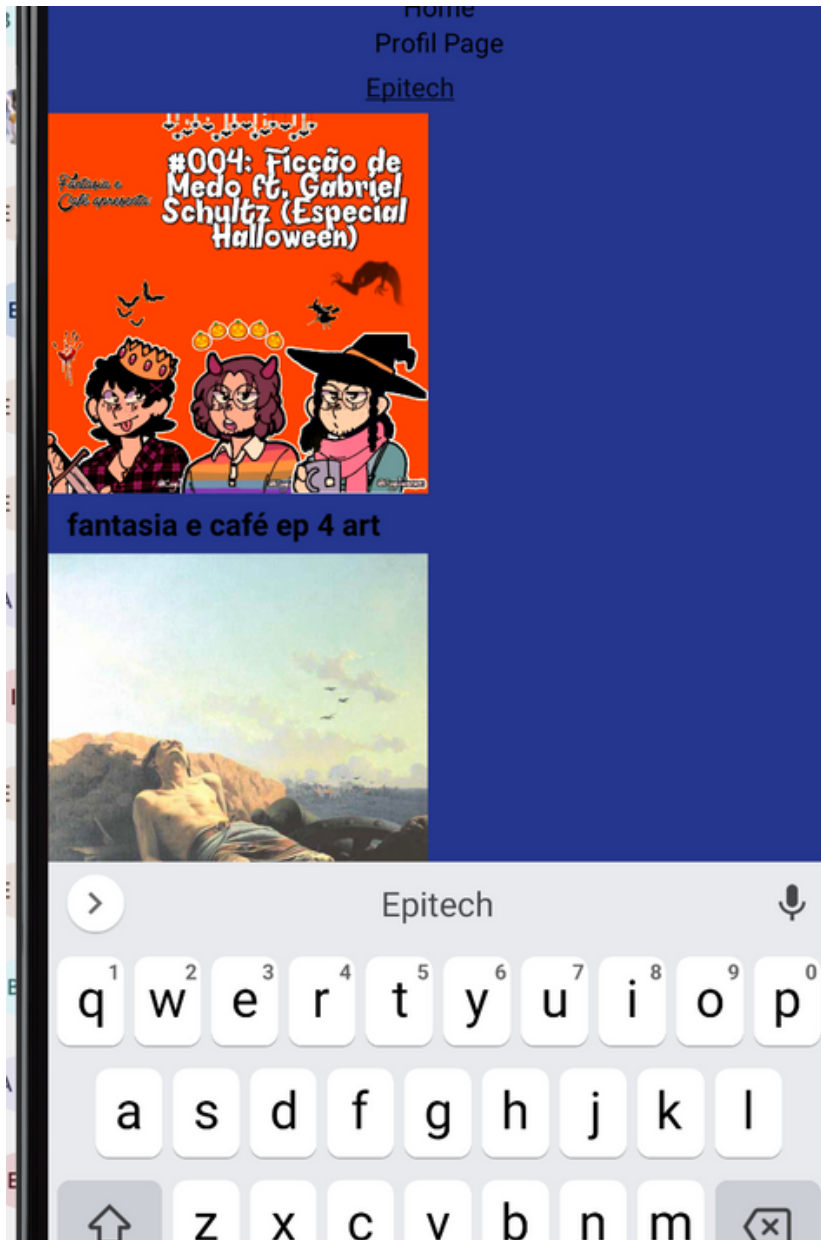 Home
Profil Page
Epitech
Fantasia e
Café apresenta:
#004: Ficção de
Medo ft. Gabriel
Schultz (Especial
Halloween)
fantasia e café ep 4 art
Epitech
1 2 3 4 5 6 7 8 9 0
q w e r t y u i o p
a s d f g h j k l
z x c v b n m